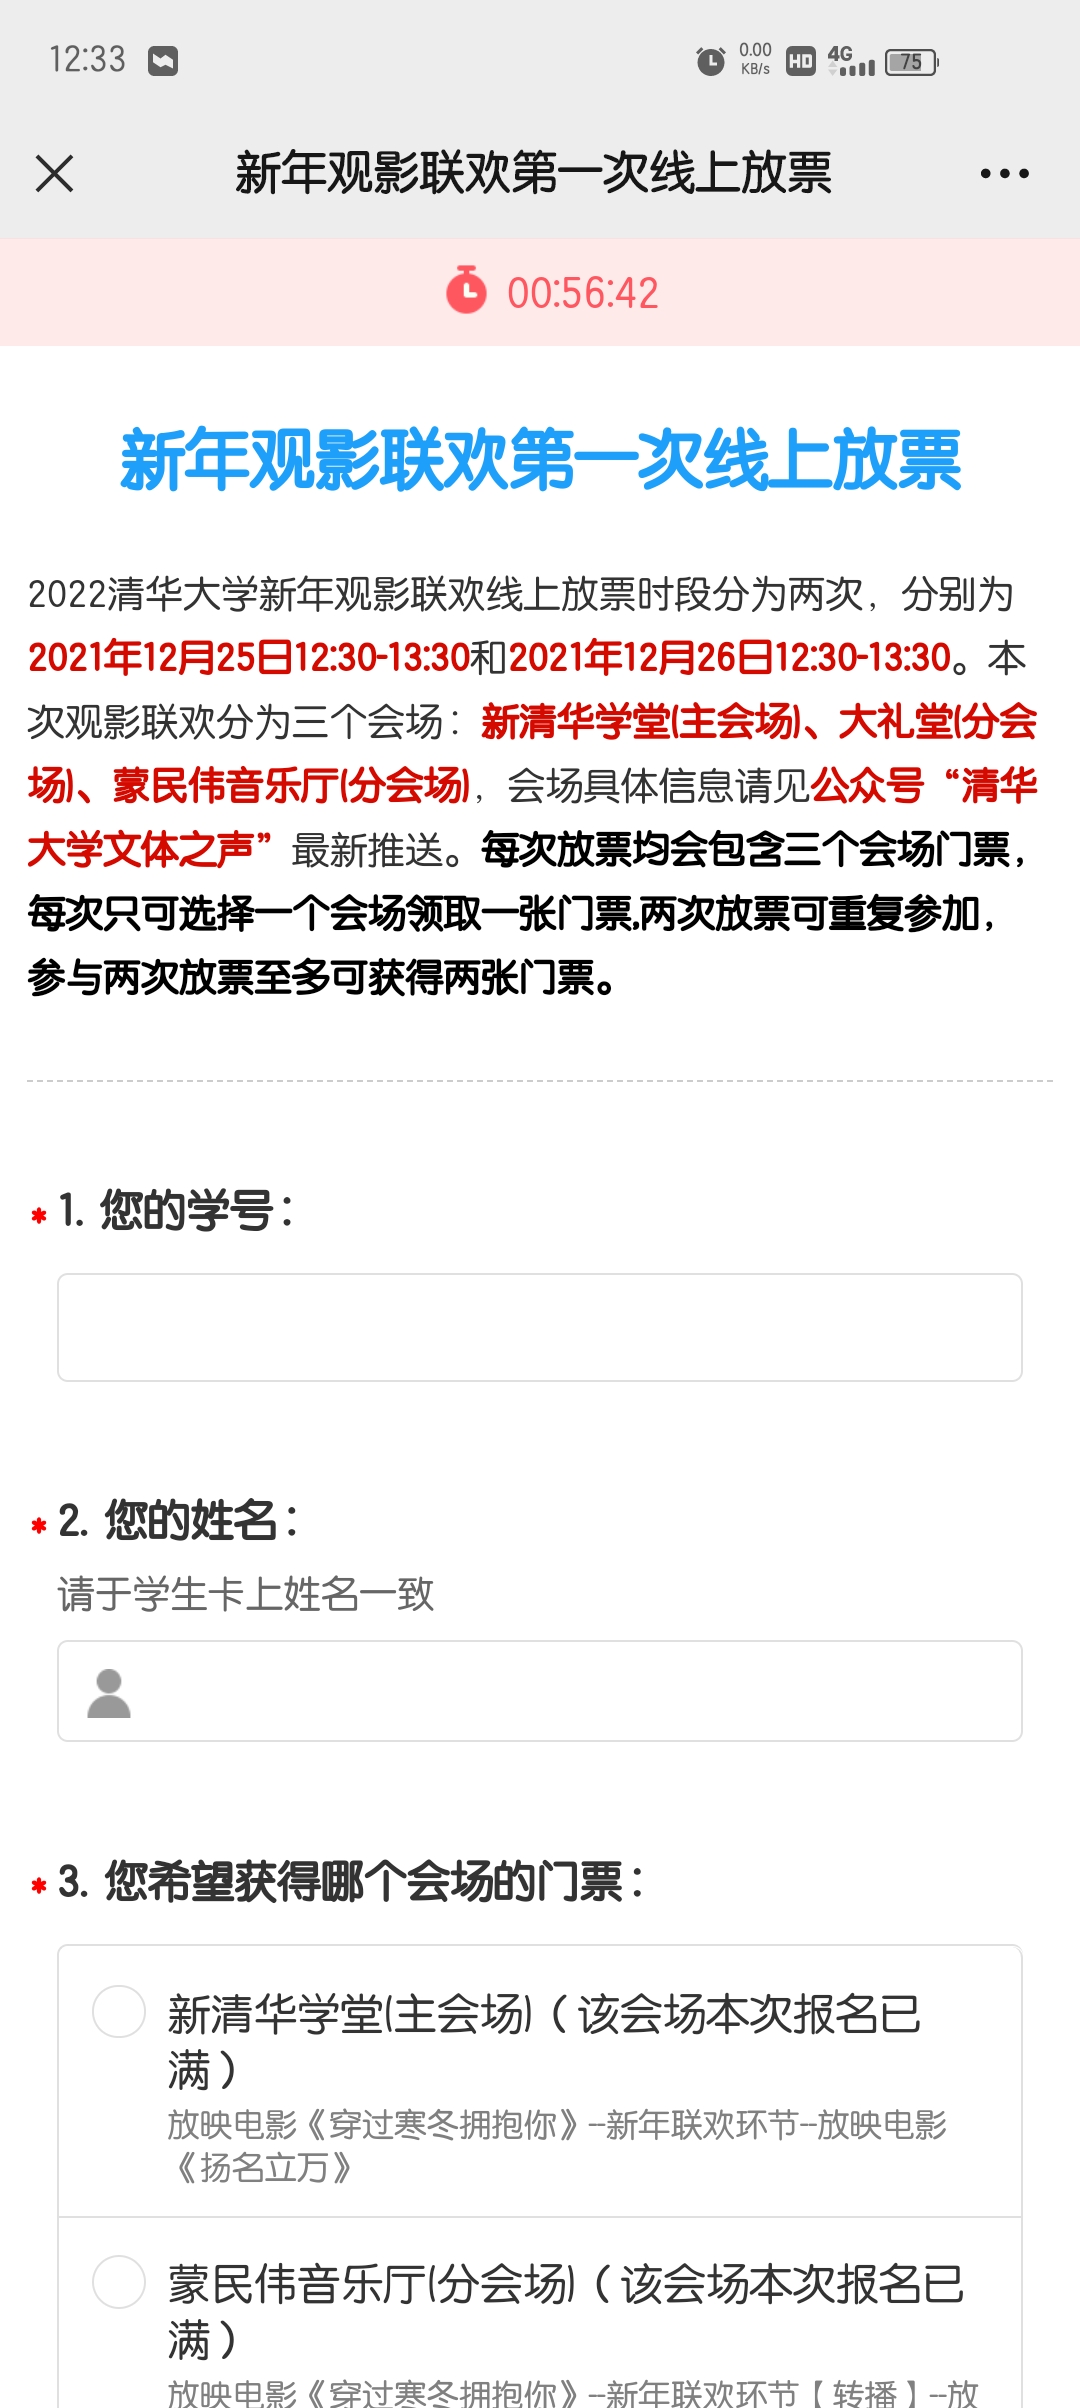 12:33
0.00
KB/s
HD
4G
75
新年观影联欢第一次线上放票
00:56:42
新年观影联欢第一次线上放票
2022清华大学新年观影联欢线上放票时段分为两次，分别为
2021年12月25日12:30-13:30和2021年12月26日12:30-13:30。本
次观影联欢分为三个会场：新清华学堂(主会场)、大礼堂(分会
场)、蒙民伟音乐厅(分会场)，会场具体信息请见公众号“清华
大学文体之声”最新推送。每次放票均会包含三个会场门票，
每次只可选择一个会场领取一张门票,两次放票可重复参加，
参与两次放票至多可获得两张门票。
* 1. 您的学号：
* 2. 您的姓名：
请于学生卡上姓名一致
* 3. 您希望获得哪个会场的门票：
新清华学堂(主会场)（该会场本次报名已
满）
放映电影《穿过寒冬拥抱你》--新年联欢环节--放映电影
《扬名立万》
蒙民伟音乐厅(分会场)（该会场本次报名已
满）
放映电影《穿过寒冬拥抱你》--新年联欢环节【转播】--放